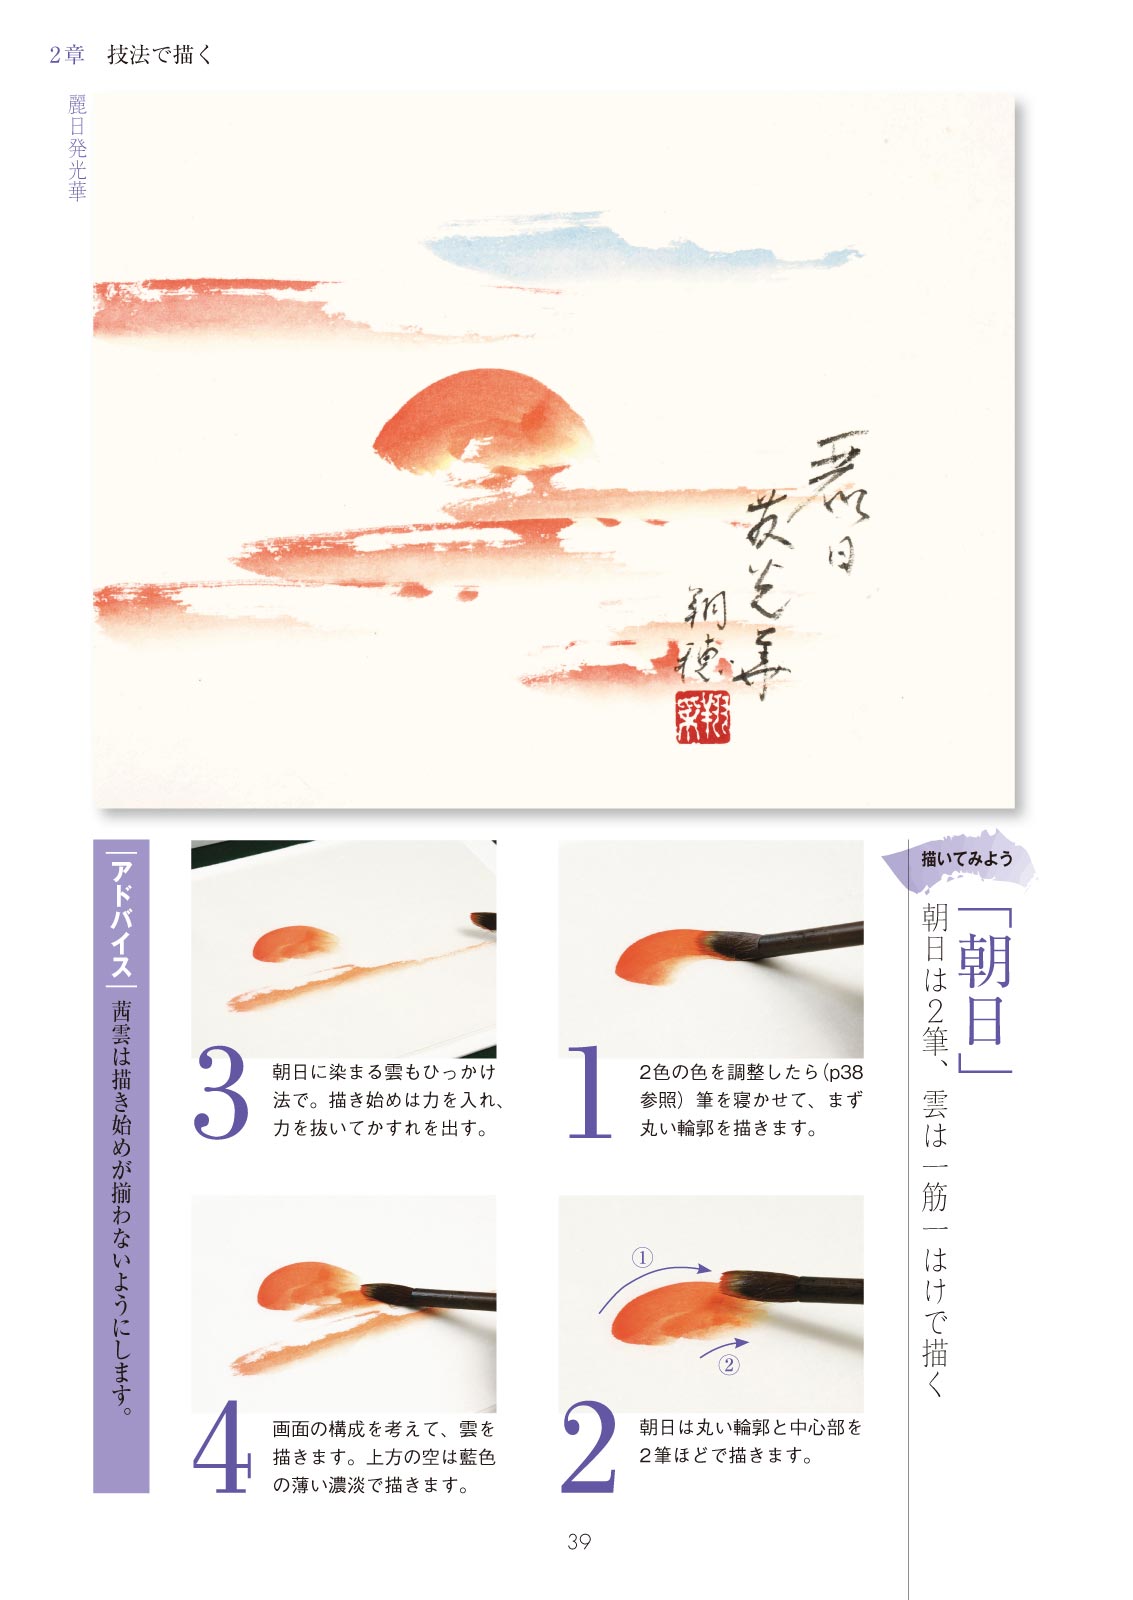 2章　技法で描く
麗日発光華
麗日
発光華
翔穂
描いてみよう
「朝日」
朝日は２筆、雲は一筋一はけで描く
1
2色の色を調整したら（p38
参照）筆を寝かせて、まず
丸い輪郭を描きます。
①
②
2
朝日は丸い輪郭と中心部を
2筆ほどで描きます。
3
朝日に染まる雲もひっかけ
法で。描き始めは力を入れ、
力を抜いてかすれを出す。
4
画面の構成を考えて、雲を
描きます。上方の空は藍色
の薄い濃淡で描きます。
アドバイス
茜雲は描き始めが揃わないようにします。
39